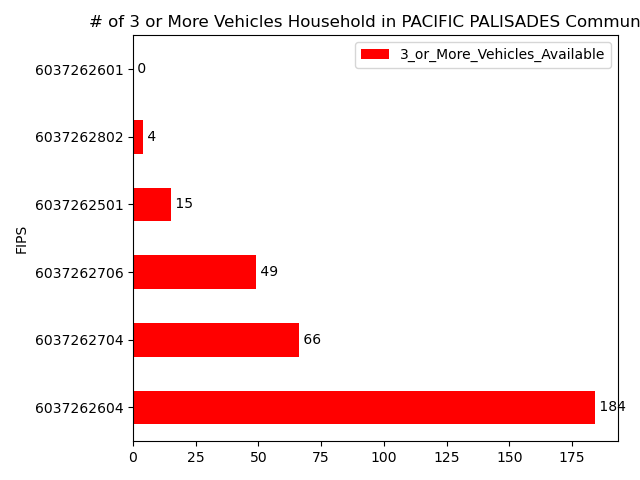 # of 3 or More Vehicles Household in PACIFIC PALISADES Commun
3_or_More_Vehicles_Available
6037262601 0
6037262802 4
6037262501 15
FIPS
6037262706 49
6037262704 66
6037262604 184
0 25 50 75 100 125 150 175